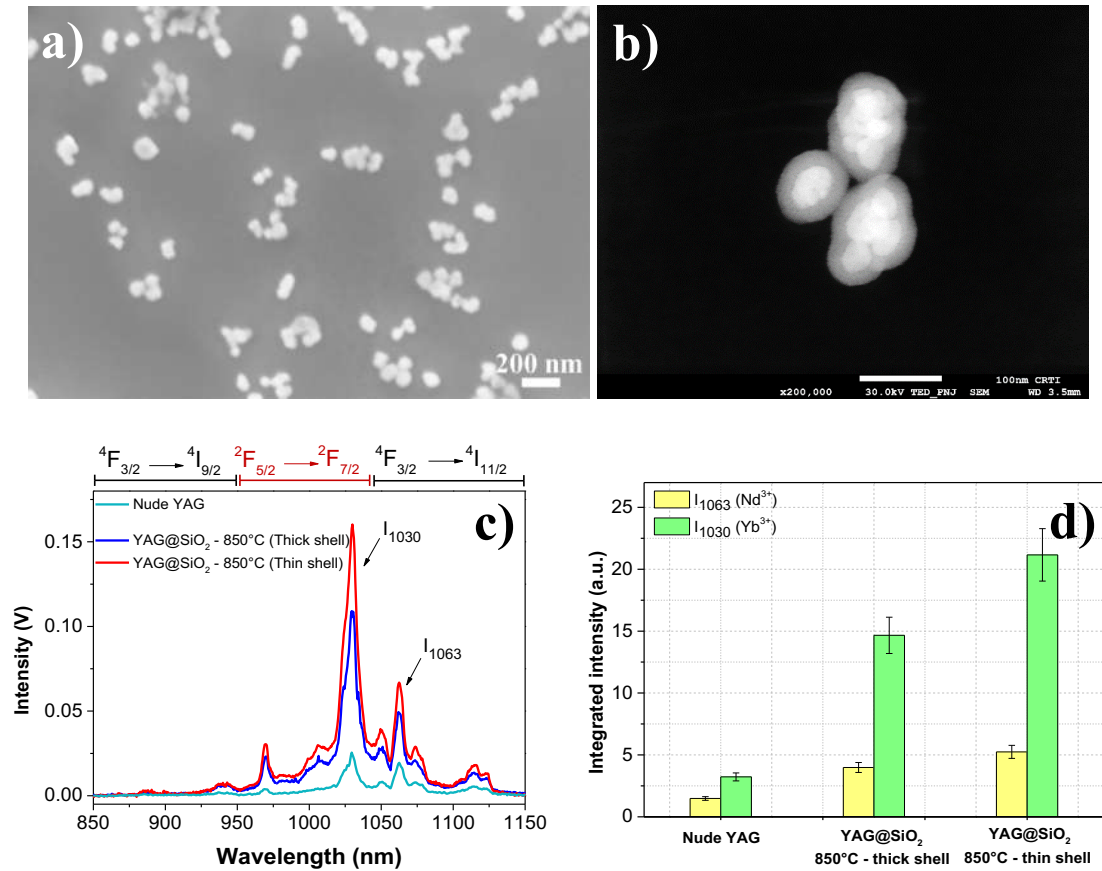 a)
200 nm
b)
100nm CRTI
x200,000 30.0kV TED_PNJ SEM WD 3.5mm
⁴F₃/₂ → ⁴I₉/₂ ²F₅/₂ → ²F₇/₂ ⁴F₃/₂ → ⁴I₁₁/₂
Nude YAG
YAG@SiO₂ - 850°C (Thick shell)
YAG@SiO₂ - 850°C (Thin shell)
c)
I₁₀₃₀
I₁₀₆₃
Intensity (V)
0.15
0.10
0.05
0.00
850 900 950 1000 1050 1100 1150
Wavelength (nm)
I₁₀₆₃ (Nd³⁺)
I₁₀₃₀ (Yb³⁺)
d)
Integrated intensity (a.u.)
25
20
15
10
5
0
Nude YAG
YAG@SiO₂
850°C - thick shell
YAG@SiO₂
850°C - thin shell